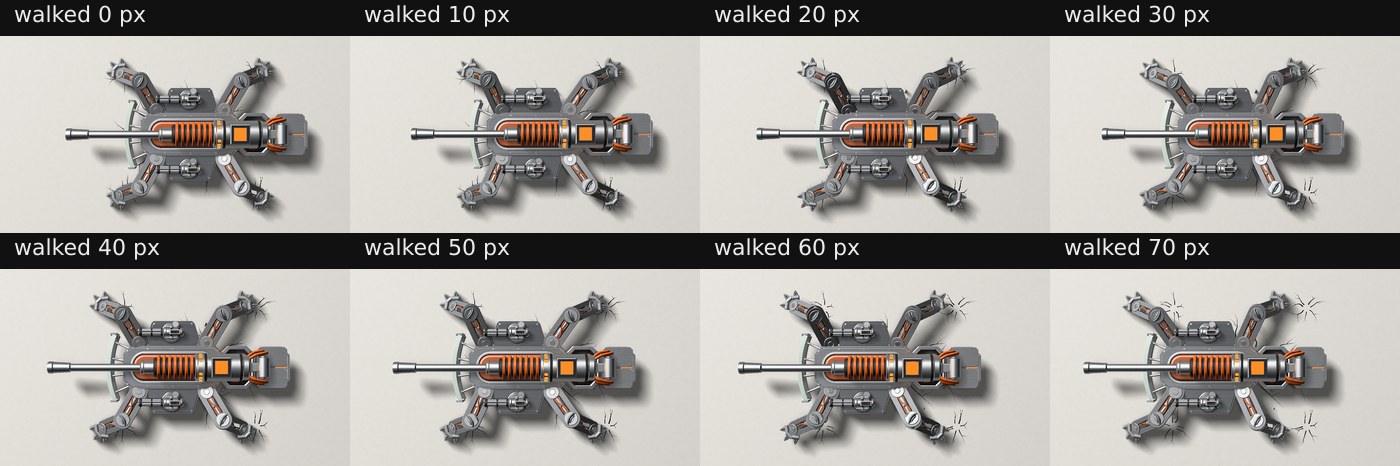 walked 0 px
walked 10 px
walked 20 px
walked 30 px
walked 40 px
walked 50 px
walked 60 px
walked 70 px